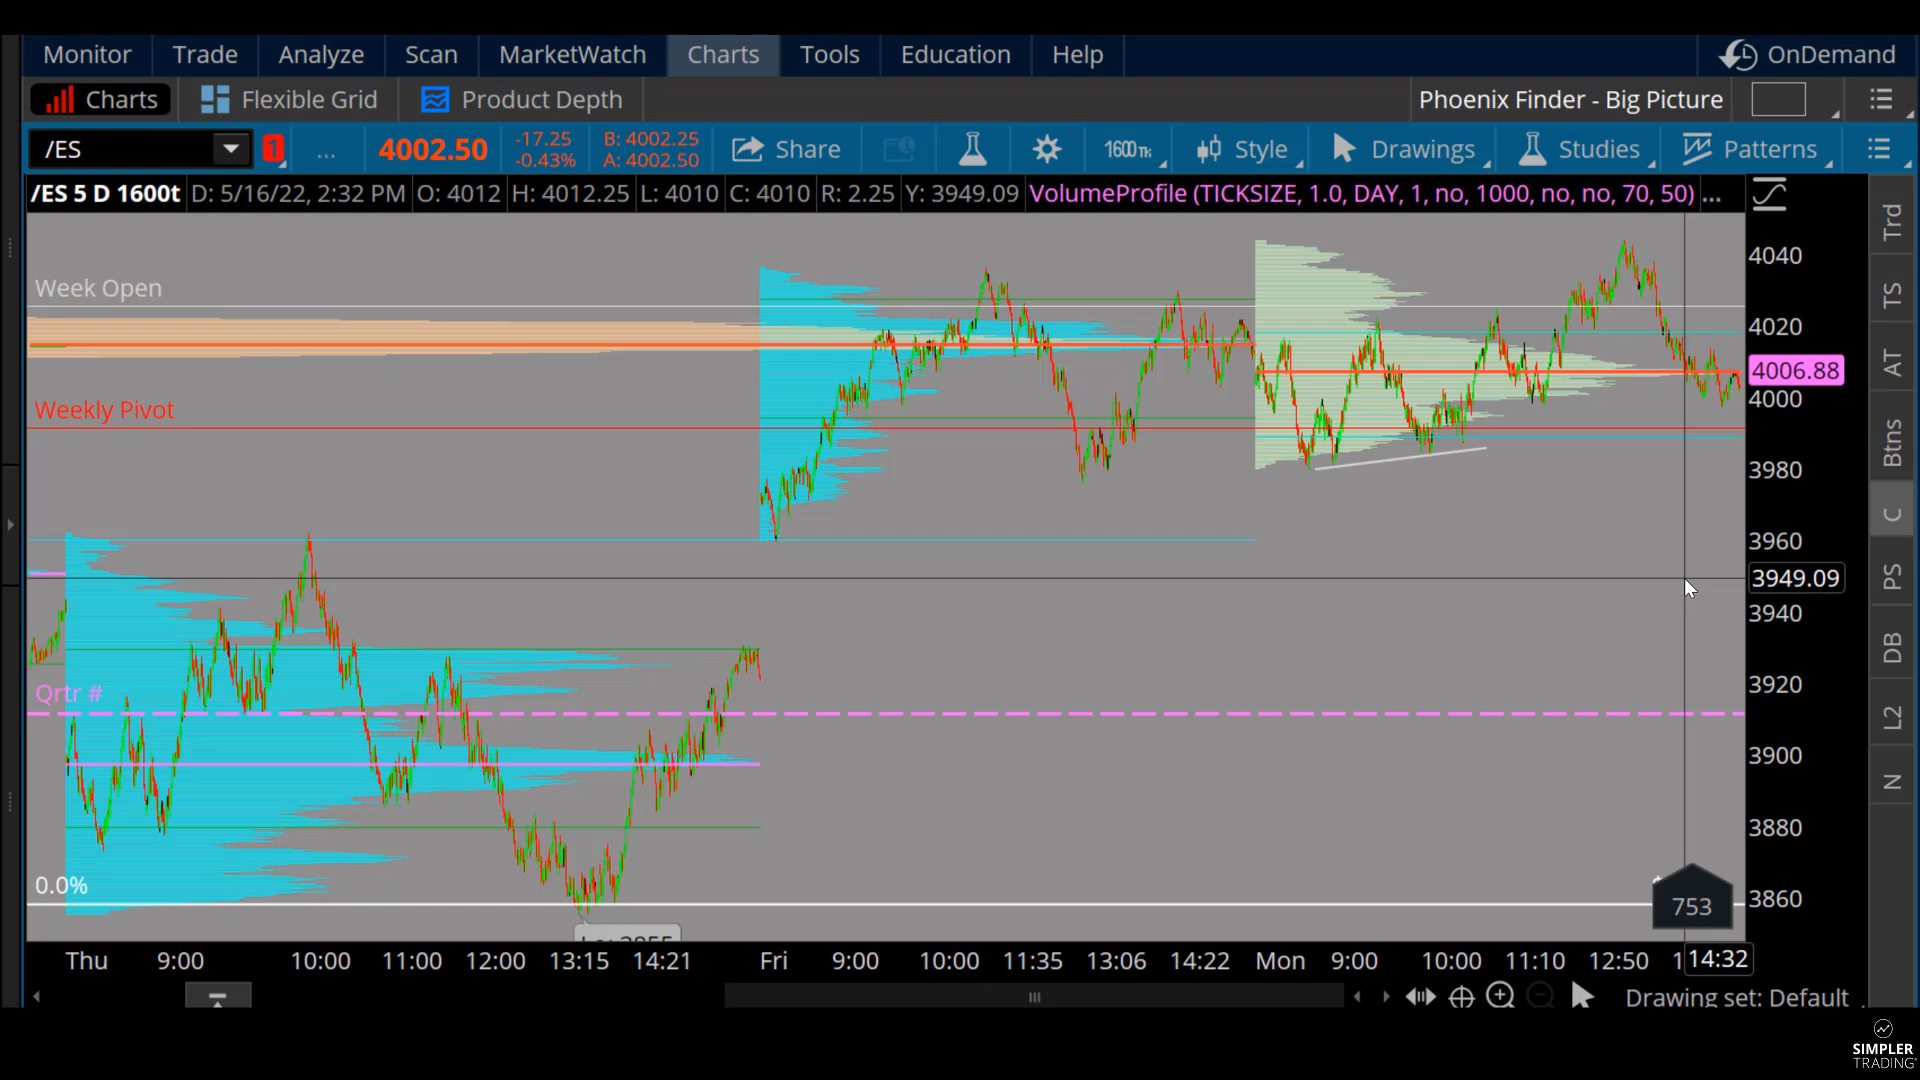 Monitor Trade Analyze Scan MarketWatch Charts Tools Education Help OnDemand
Charts Flexible Grid Product Depth Phoenix Finder - Big Picture
/ES 1 ... 4002.50 -17.25 B: 4002.25 Share 1600Tk Style Drawings Studies Patterns
-0.43% A: 4002.50
/ES 5 D 1600t D: 5/16/22, 2:32 PM O: 4012 H: 4012.25 L: 4010 C: 4010 R: 2.25 Y: 3949.09 VolumeProfile (TICKSIZE, 1.0, DAY, 1, no, 1000, no, no, 70, 50) ...
Trd
4040
Week Open
TS
4020
AT
4006.88
4000
Weekly Pivot
Btns
3980
C
3960
3949.09
PS
3940
DB
3920
Qrtr #
L2
3900
N
3880
0.0%
3860
753
Thu 9:00 10:00 11:00 12:00 13:15 14:21 Fri 9:00 10:00 11:35 13:06 14:22 Mon 9:00 10:00 11:10 12:50 14:32
Drawing set: Default
SIMPLER
TRADING